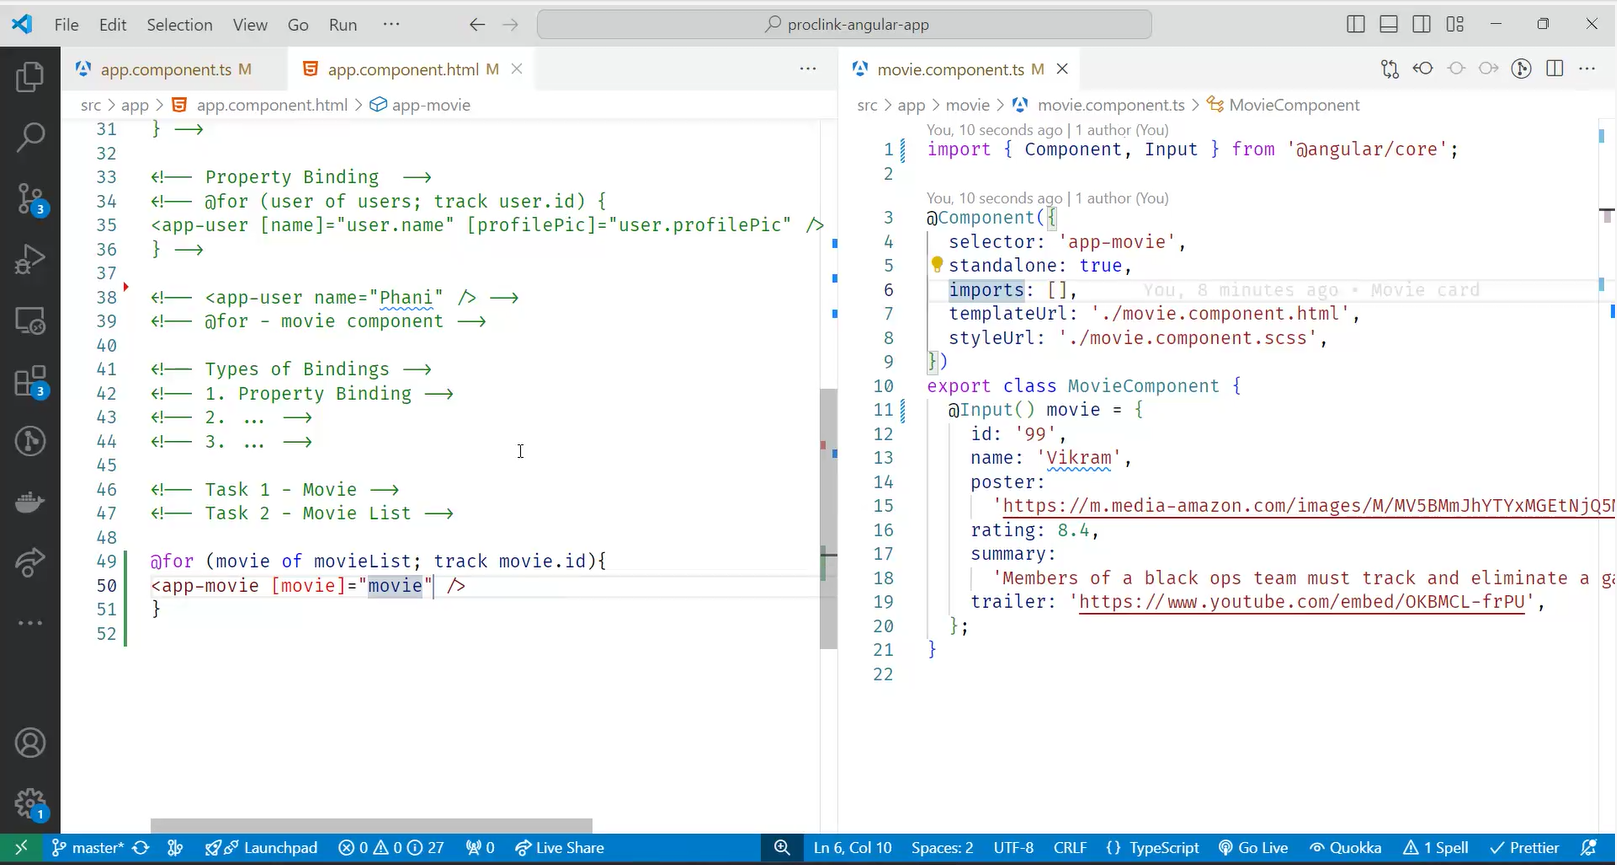 File Edit Selection View Go Run ··· proclink-angular-app
app.component.ts M app.component.html M ···
src > app > app.component.html > app-movie
31 } -->
32
33 <!-- Property Binding -->
34 <!-- @for (user of users; track user.id) {
35 <app-user [name]="user.name" [profilePic]="user.profilePic" />
36 } -->
37
38 <!-- <app-user name="Phani" /> -->
39 <!-- @for - movie component -->
40
41 <!-- Types of Bindings -->
42 <!-- 1. Property Binding -->
43 <!-- 2. ... -->
44 <!-- 3. ... -->
45
46 <!-- Task 1 - Movie -->
47 <!-- Task 2 - Movie List -->
48
49 @for (movie of movieList; track movie.id){
50 <app-movie [movie]="movie" />
51 }
52
movie.component.ts M ···
src > app > movie > movie.component.ts > MovieComponent
You, 10 seconds ago | 1 author (You)
1 import { Component, Input } from '@angular/core';
2
You, 10 seconds ago | 1 author (You)
3 @Component({
4 selector: 'app-movie',
5 standalone: true,
6 imports: [], You, 8 minutes ago • Movie card
7 templateUrl: './movie.component.html',
8 styleUrl: './movie.component.scss',
9 })
10 export class MovieComponent {
11 @Input() movie = {
12 id: '99',
13 name: 'Vikram',
14 poster:
15 'https://m.media-amazon.com/images/M/MV5BMmJhYTYxMGEtNjQ5
16 rating: 8.4,
17 summary:
18 'Members of a black ops team must track and eliminate a ga
19 trailer: 'https://www.youtube.com/embed/OKBMCL-frPU',
20 };
21 }
22
3
3
1
master* Launchpad 0 0 27 0 Live Share Ln 6, Col 10 Spaces: 2 UTF-8 CRLF {} TypeScript Go Live Quokka 1 Spell Prettier